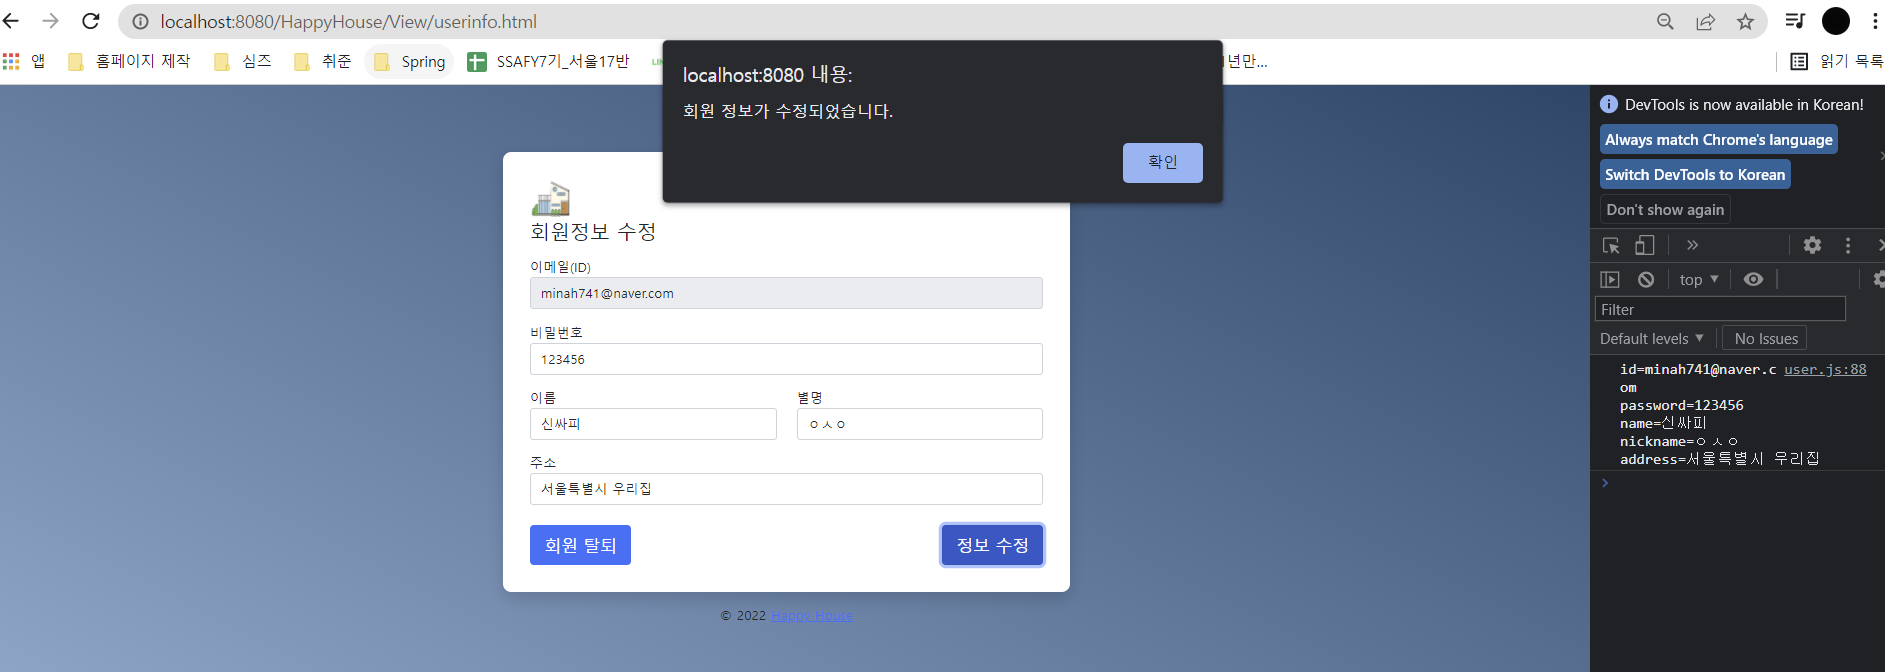 localhost:8080/HappyHouse/View/userinfo.html
앱 홈페이지 제작 심즈 취준 Spring SSAFY7기_서울17반 년만... 읽기 목록
localhost:8080 내용:
회원 정보가 수정되었습니다.
확인
회원정보 수정
이메일(ID)
minah741@naver.com
비밀번호
123456
이름 별명
신싸피 ㅇㅅㅇ
주소
서울특별시 우리집
회원 탈퇴 정보 수정
© 2022 Happy House
DevTools is now available in Korean!
Always match Chrome's language
Switch DevTools to Korean
Don't show again
top
Filter
Default levels No Issues
id=minah741@naver.c user.js:88
om
password=123456
name=신싸피
nickname=ㅇㅅㅇ
address=서울특별시 우리집